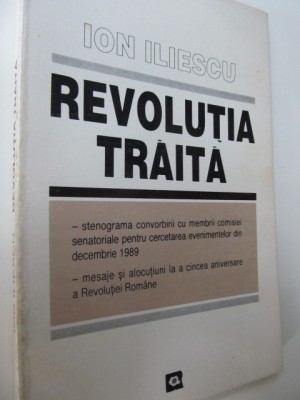 ION ILIESCU
REVOLUȚIA
TRĂITĂ
– stenograma convorbirii cu membrii comisiei
senatoriale pentru cercetarea evenimentelor din
decembrie 1989
– mesaje și alocuțiuni la a cincea aniversare
a Revoluției Române